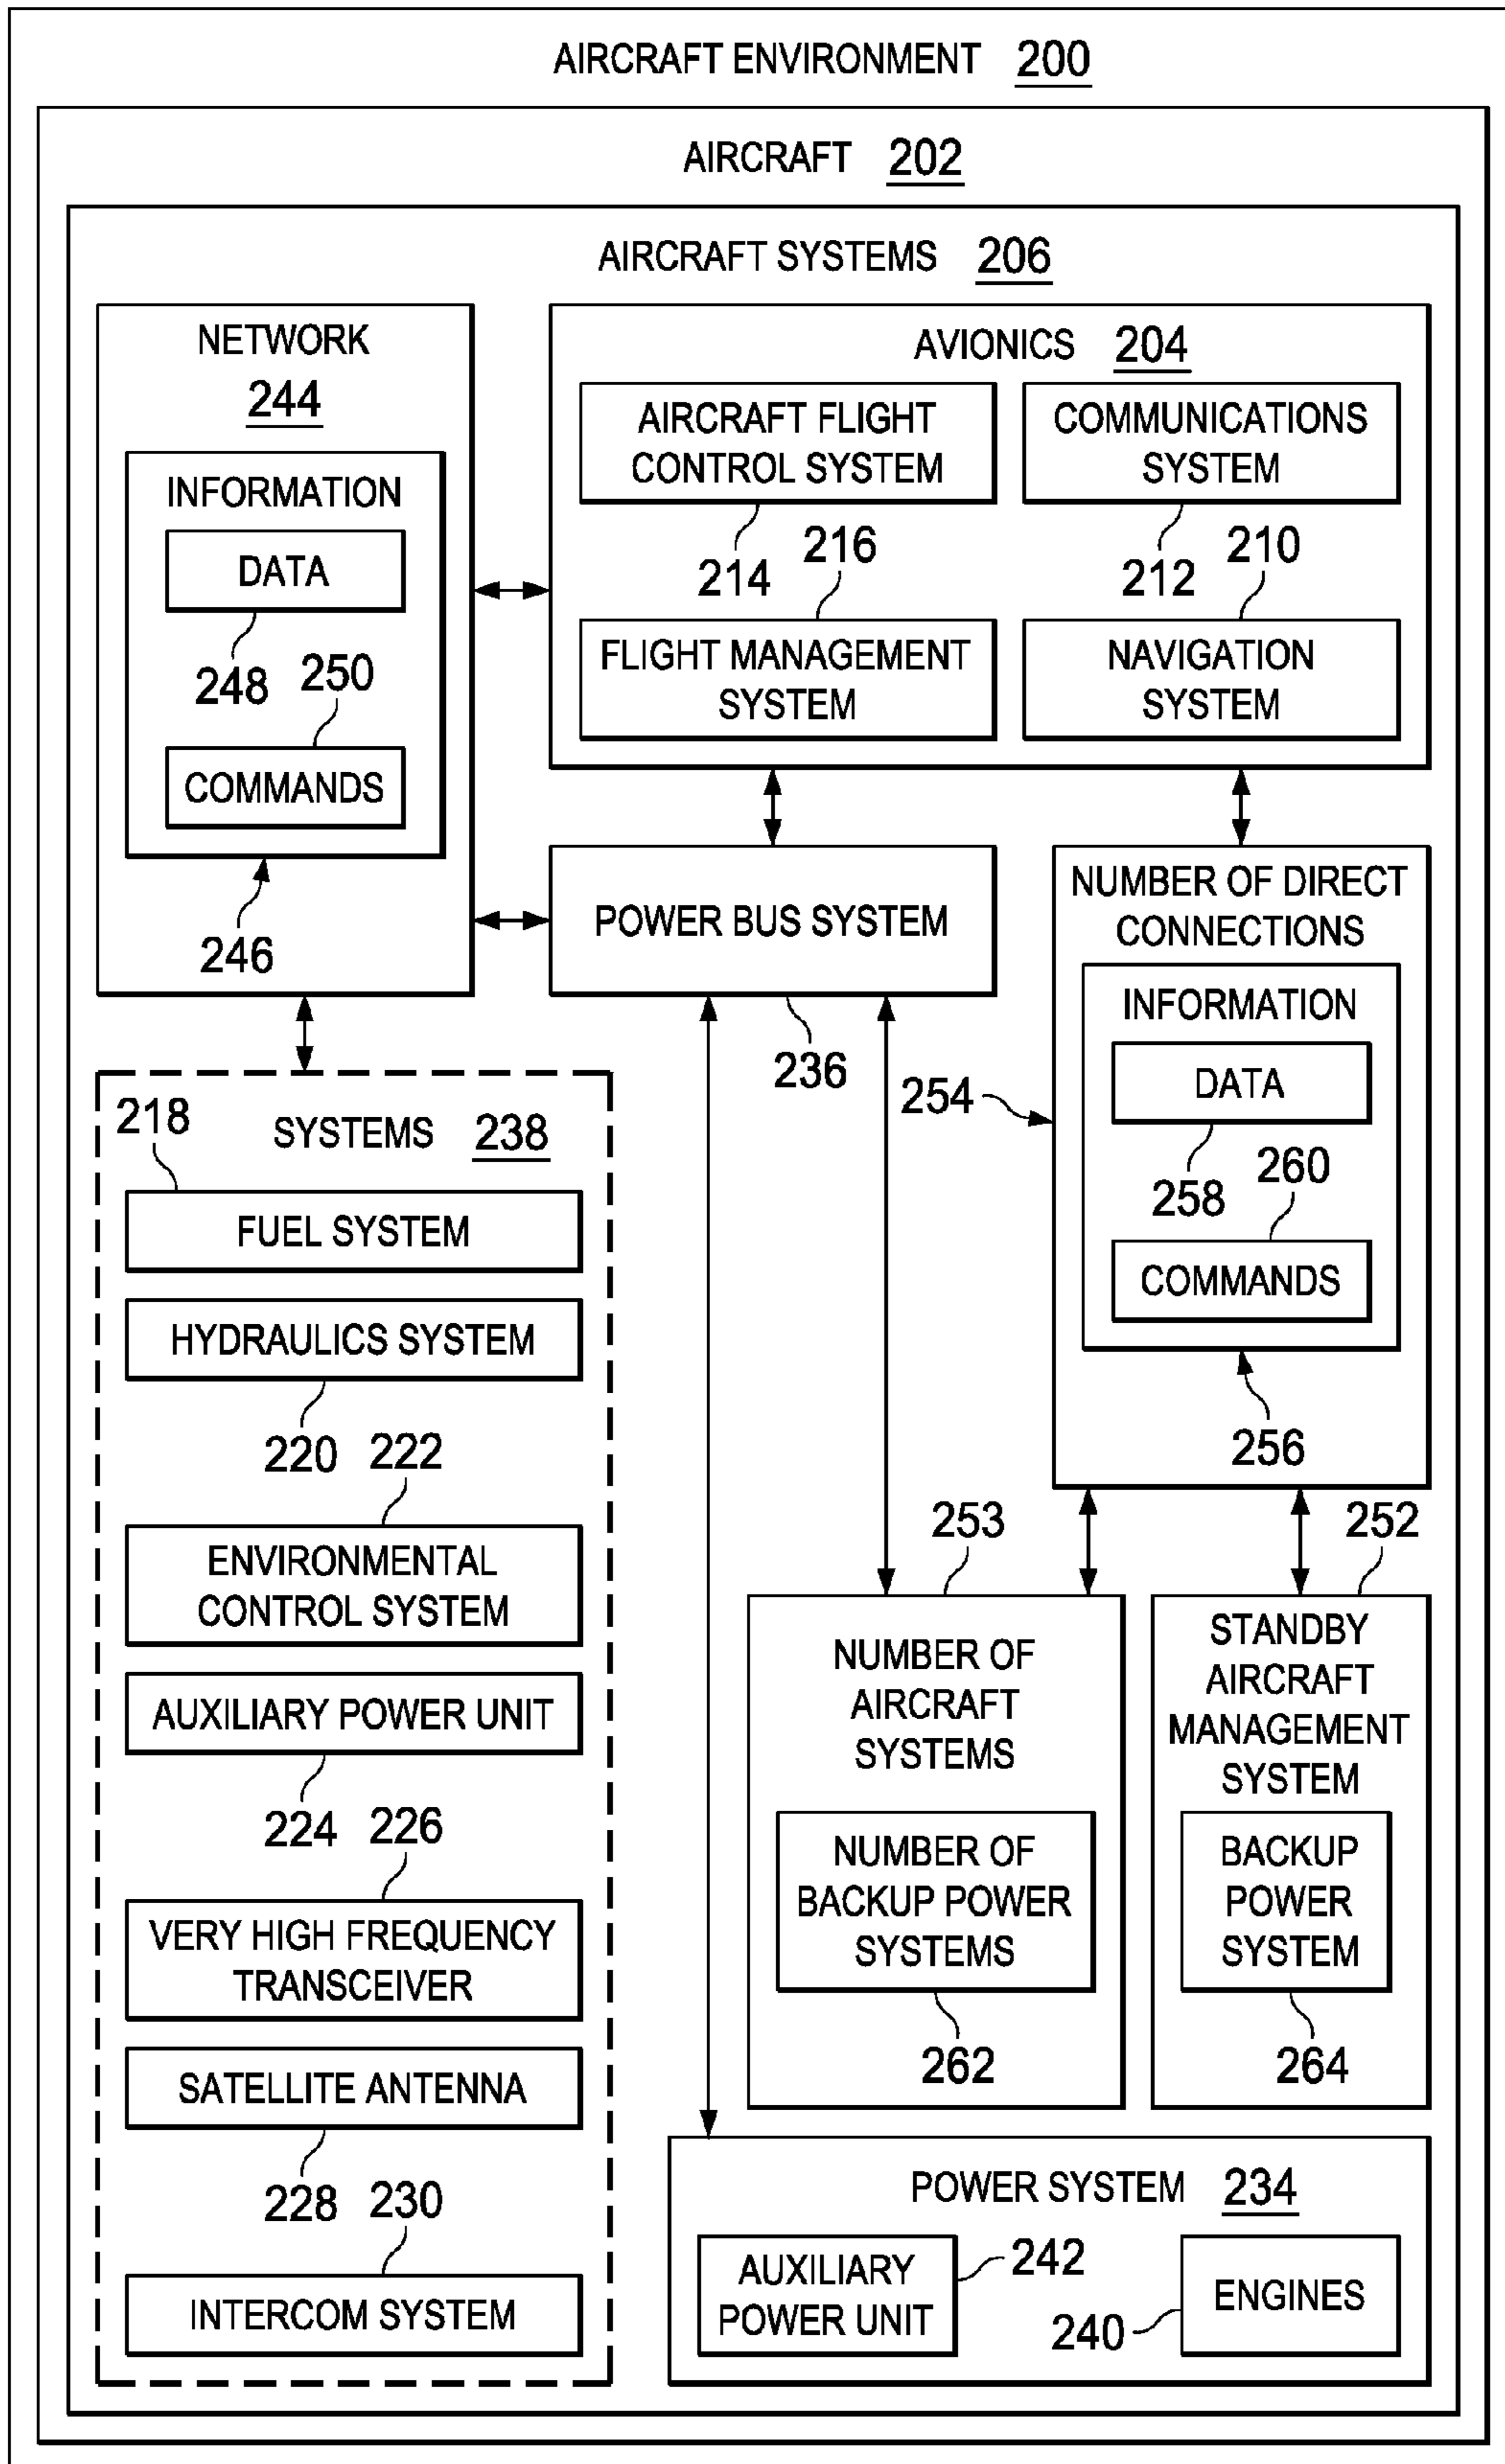 AIRCRAFT ENVIRONMENT 200
AIRCRAFT 202
AIRCRAFT SYSTEMS 206
NETWORK
244
INFORMATION
DATA
248
250
COMMANDS
246
AVIONICS 204
AIRCRAFT FLIGHT
CONTROL SYSTEM
214
COMMUNICATIONS
SYSTEM
212
216
FLIGHT MANAGEMENT
SYSTEM
210
NAVIGATION
SYSTEM
POWER BUS SYSTEM
236
NUMBER OF DIRECT
CONNECTIONS
254
INFORMATION
DATA
258
260
COMMANDS
256
SYSTEMS 238
218
FUEL SYSTEM
HYDRAULICS SYSTEM
220
222
ENVIRONMENTAL
CONTROL SYSTEM
AUXILIARY POWER UNIT
224
226
VERY HIGH FREQUENCY
TRANSCEIVER
SATELLITE ANTENNA
228
230
INTERCOM SYSTEM
253
NUMBER OF
AIRCRAFT
SYSTEMS
NUMBER OF
BACKUP POWER
SYSTEMS
262
252
STANDBY
AIRCRAFT
MANAGEMENT
SYSTEM
BACKUP
POWER
SYSTEM
264
POWER SYSTEM 234
AUXILIARY
POWER UNIT
242
240
ENGINES